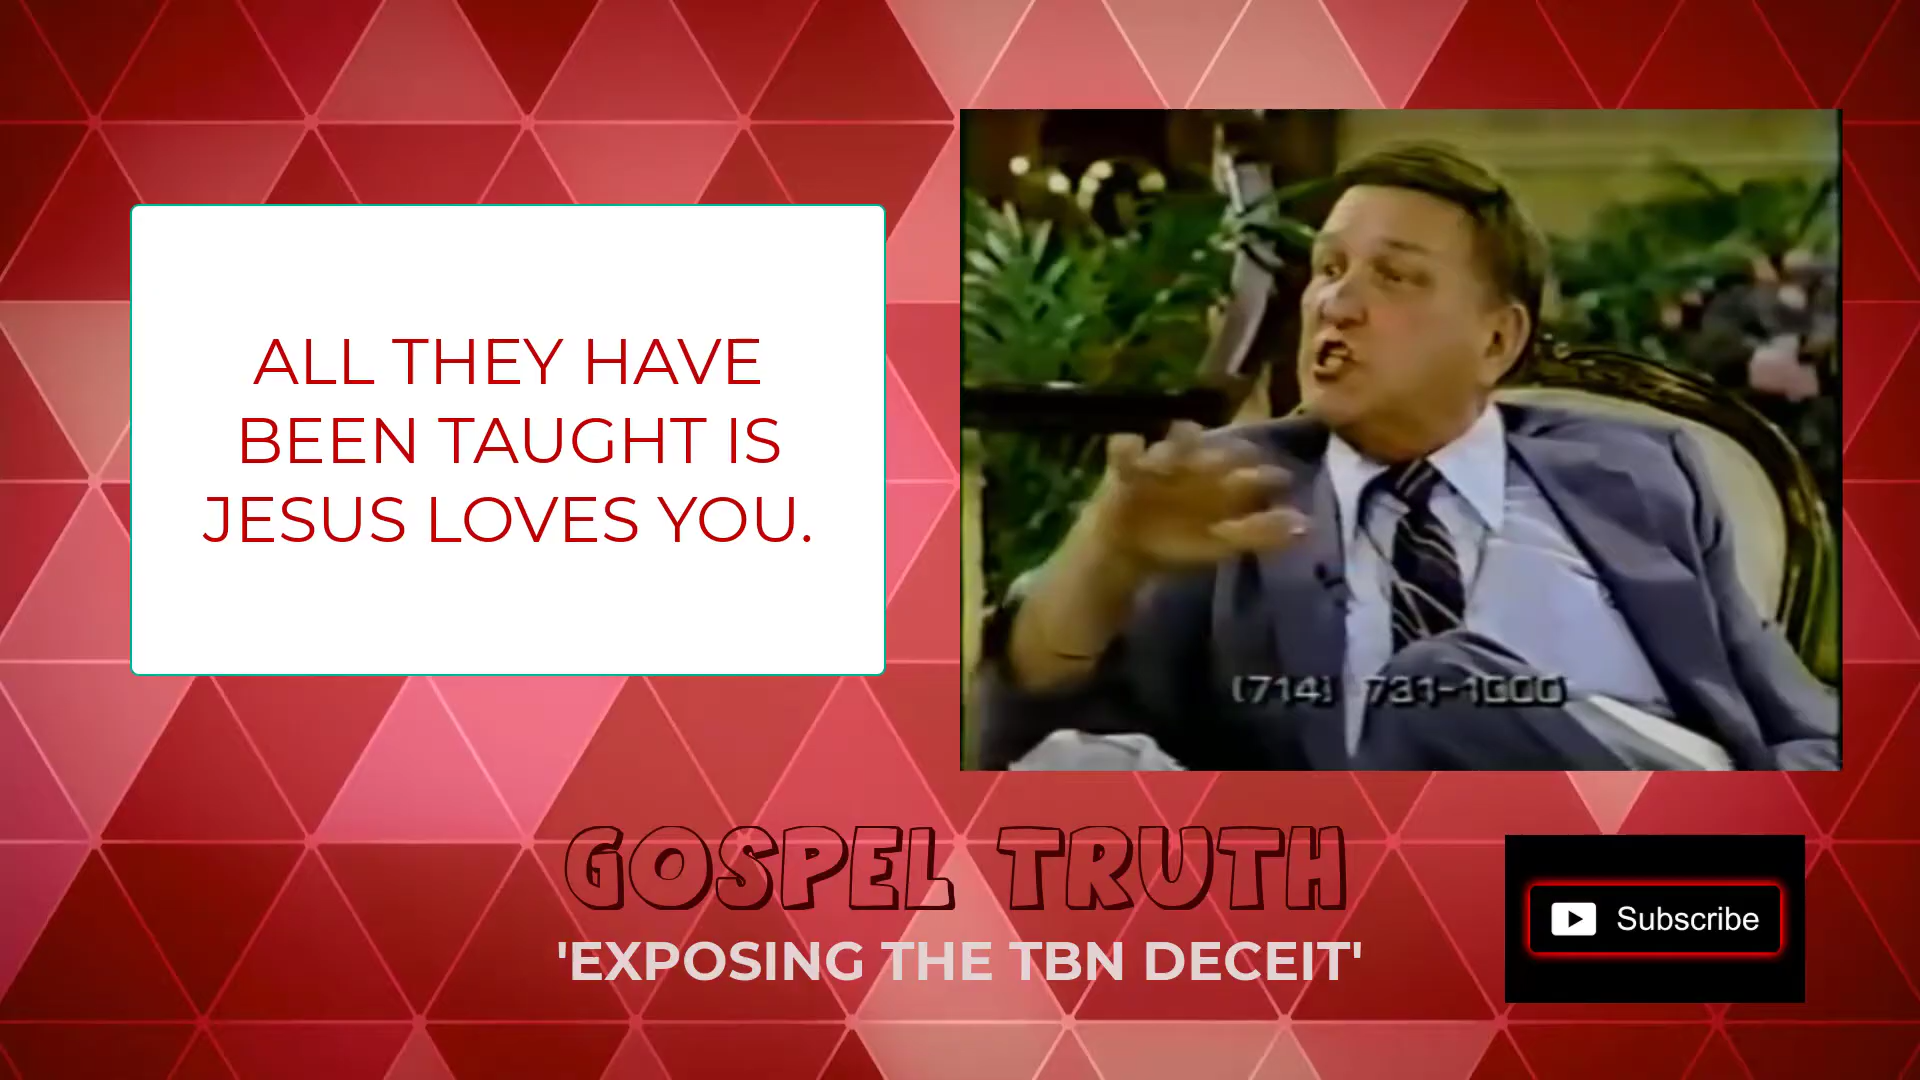 ALL THEY HAVE
BEEN TAUGHT IS
JESUS LOVES YOU.
(714) 731-1000
GOSPEL TRUTH
'EXPOSING THE TBN DECEIT'
Subscribe